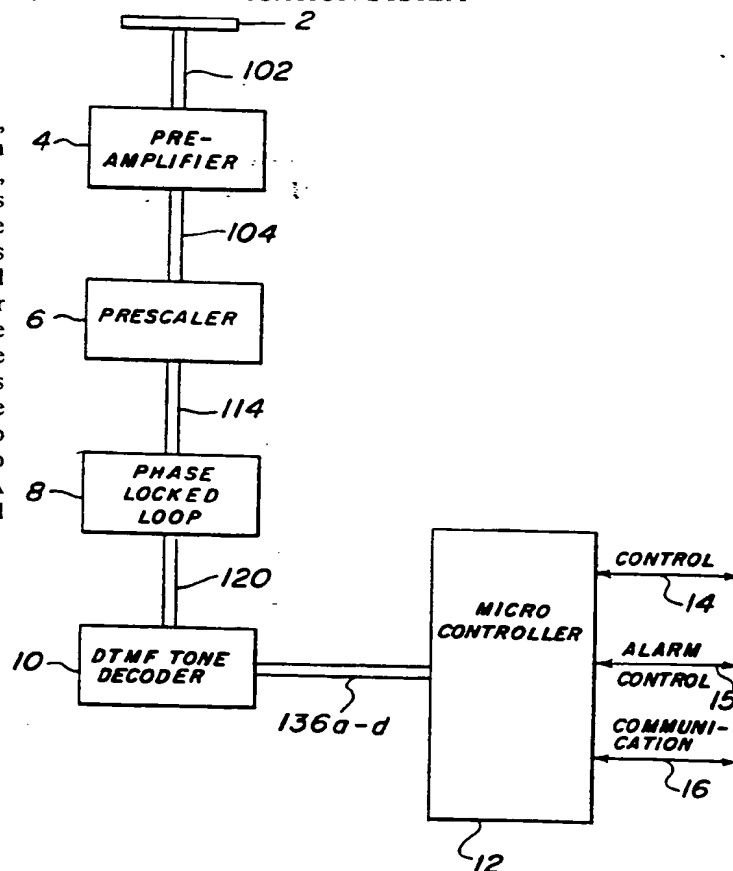 2
102
4
PRE-
AMPLIFIER
104
6
PRESCALER
114
8
PHASE
LOCKED
LOOP
120
10
DTMF TONE
DECODER
136a-d
MICRO
CONTROLLER
12
CONTROL
14
ALARM
CONTROL
15
COMMUNI-
CATION
16